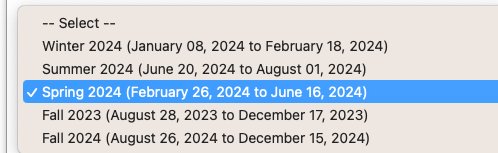 -- Select --
Winter 2024 (January 08, 2024 to February 18, 2024)
Summer 2024 (June 20, 2024 to August 01, 2024)
Spring 2024 (February 26, 2024 to June 16, 2024)
Fall 2023 (August 28, 2023 to December 17, 2023)
Fall 2024 (August 26, 2024 to December 15, 2024)